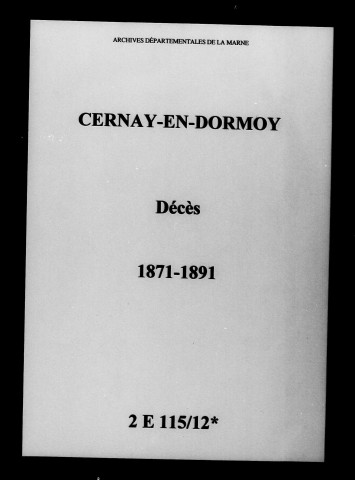 ARCHIVES DÉPARTEMENTALES DE LA MARNE
CERNAY-EN-DORMOY
Décès
1871-1891
2 E 115/12*